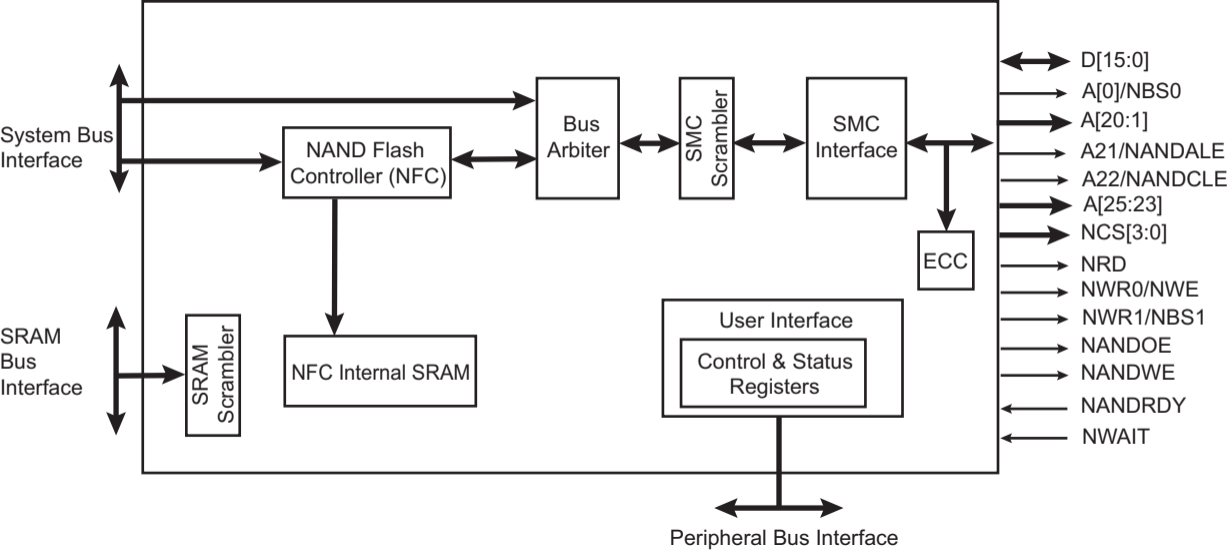 System Bus
Interface
NAND Flash
Controller (NFC)
Bus
Arbiter
SMC
Scrambler
SMC
Interface
ECC
D[15:0]
A[0]/NBS0
A[20:1]
A21/NANDALE
A22/NANDCLE
A[25:23]
NCS[3:0]
NRD
NWR0/NWE
NWR1/NBS1
NANDOE
NANDWE
NANDRDY
NWAIT
SRAM
Bus
Interface
SRAM
Scrambler
NFC Internal SRAM
User Interface
Control & Status
Registers
Peripheral Bus Interface